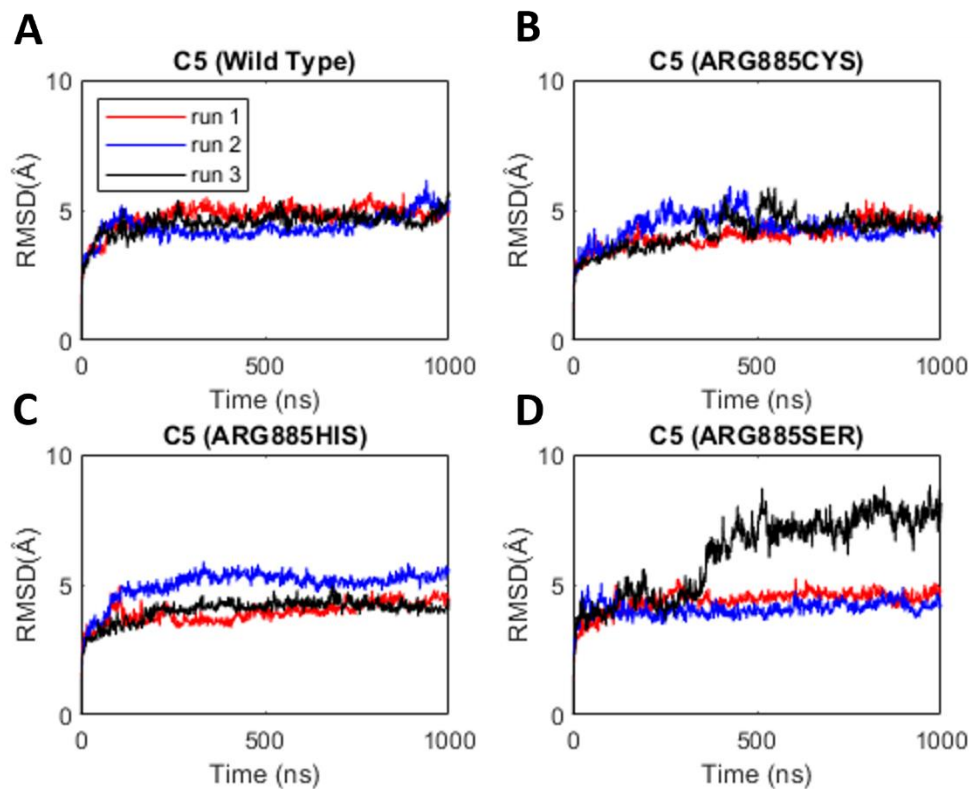 A
C5 (Wild Type)
10
5
0
RMSD(Å)
run 1
run 2
run 3
0 500 1000
Time (ns)
B
C5 (ARG885CYS)
10
5
0
RMSD(Å)
0 500 1000
Time (ns)
C
C5 (ARG885HIS)
10
5
0
RMSD(Å)
0 500 1000
Time (ns)
D
C5 (ARG885SER)
10
5
0
RMSD(Å)
0 500 1000
Time (ns)